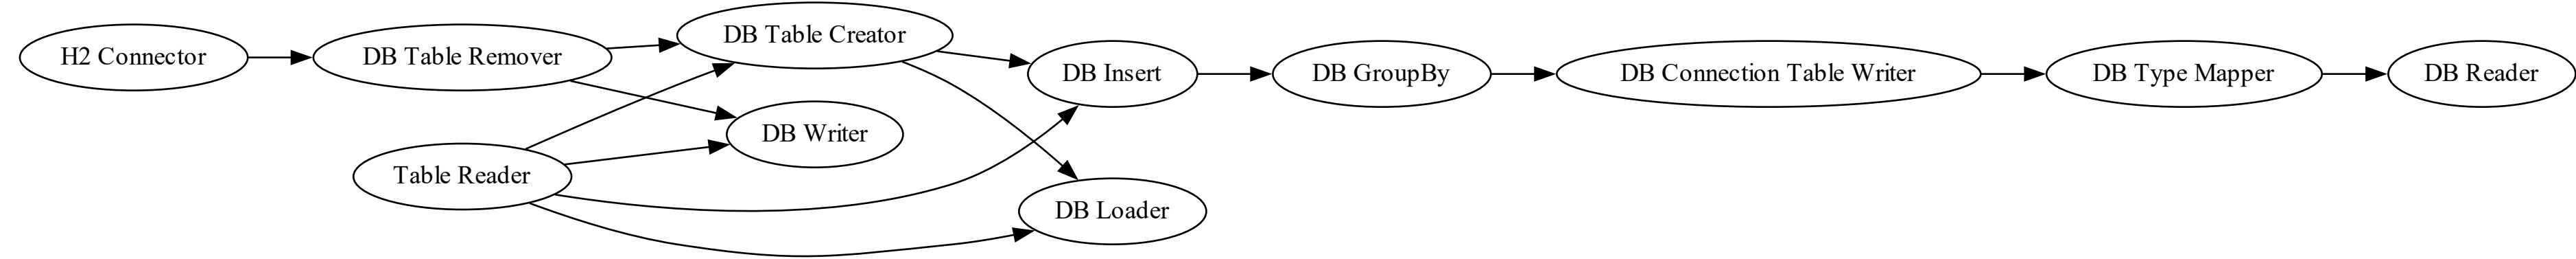 H2 Connector
DB Table Remover
Table Reader
DB Table Creator
DB Writer
DB Insert
DB Loader
DB GroupBy
DB Connection Table Writer
DB Type Mapper
DB Reader